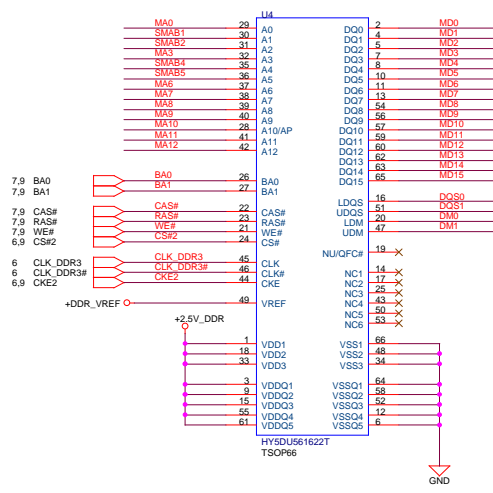 U4
MA0 29 A0 DQ0 2 MD0
SMAB1 30 A1 DQ1 4 MD1
SMAB2 31 A2 DQ2 5 MD2
MA3 32 A3 DQ3 7 MD3
SMAB4 35 A4 DQ4 8 MD4
SMAB5 36 A5 DQ5 10 MD5
MA6 37 A6 DQ6 11 MD6
MA7 38 A7 DQ7 13 MD7
MA8 39 A8 DQ8 54 MD8
MA9 40 A9 DQ9 56 MD9
MA10 28 A10/AP DQ10 57 MD10
MA11 41 A11 DQ11 59 MD11
MA12 42 A12 DQ12 60 MD12
DQ13 62 MD13
DQ14 63 MD14
DQ15 65 MD15
7,9 BA0 BA0 26 BA0
7,9 BA1 BA1 27 BA1
LDQS 16 DQS0
UDQS 51 DQS1
LDM 20 DM0
UDM 47 DM1
7,9 CAS# CAS# 22 CAS#
7,9 RAS# RAS# 23 RAS#
7,9 WE# WE# 21 WE#
6,9 CS#2 CS#2 24 CS#
NU/QFC# 19
6 CLK_DDR3 CLK_DDR3 45 CLK
6 CLK_DDR3# CLK_DDR3# 46 CLK#
6,9 CKE2 CKE2 44 CKE
NC1 14
NC2 17
NC3 25
NC4 43
NC5 50
NC6 53
+DDR_VREF 49 VREF
+2.5V_DDR
1 VDD1 VSS1 66
18 VDD2 VSS2 48
33 VDD3 VSS3 34
3 VDDQ1 VSSQ1 64
9 VDDQ2 VSSQ2 58
15 VDDQ3 VSSQ3 52
55 VDDQ4 VSSQ4 12
61 VDDQ5 VSSQ5 6
HY5DU561622T
TSOP66
GND